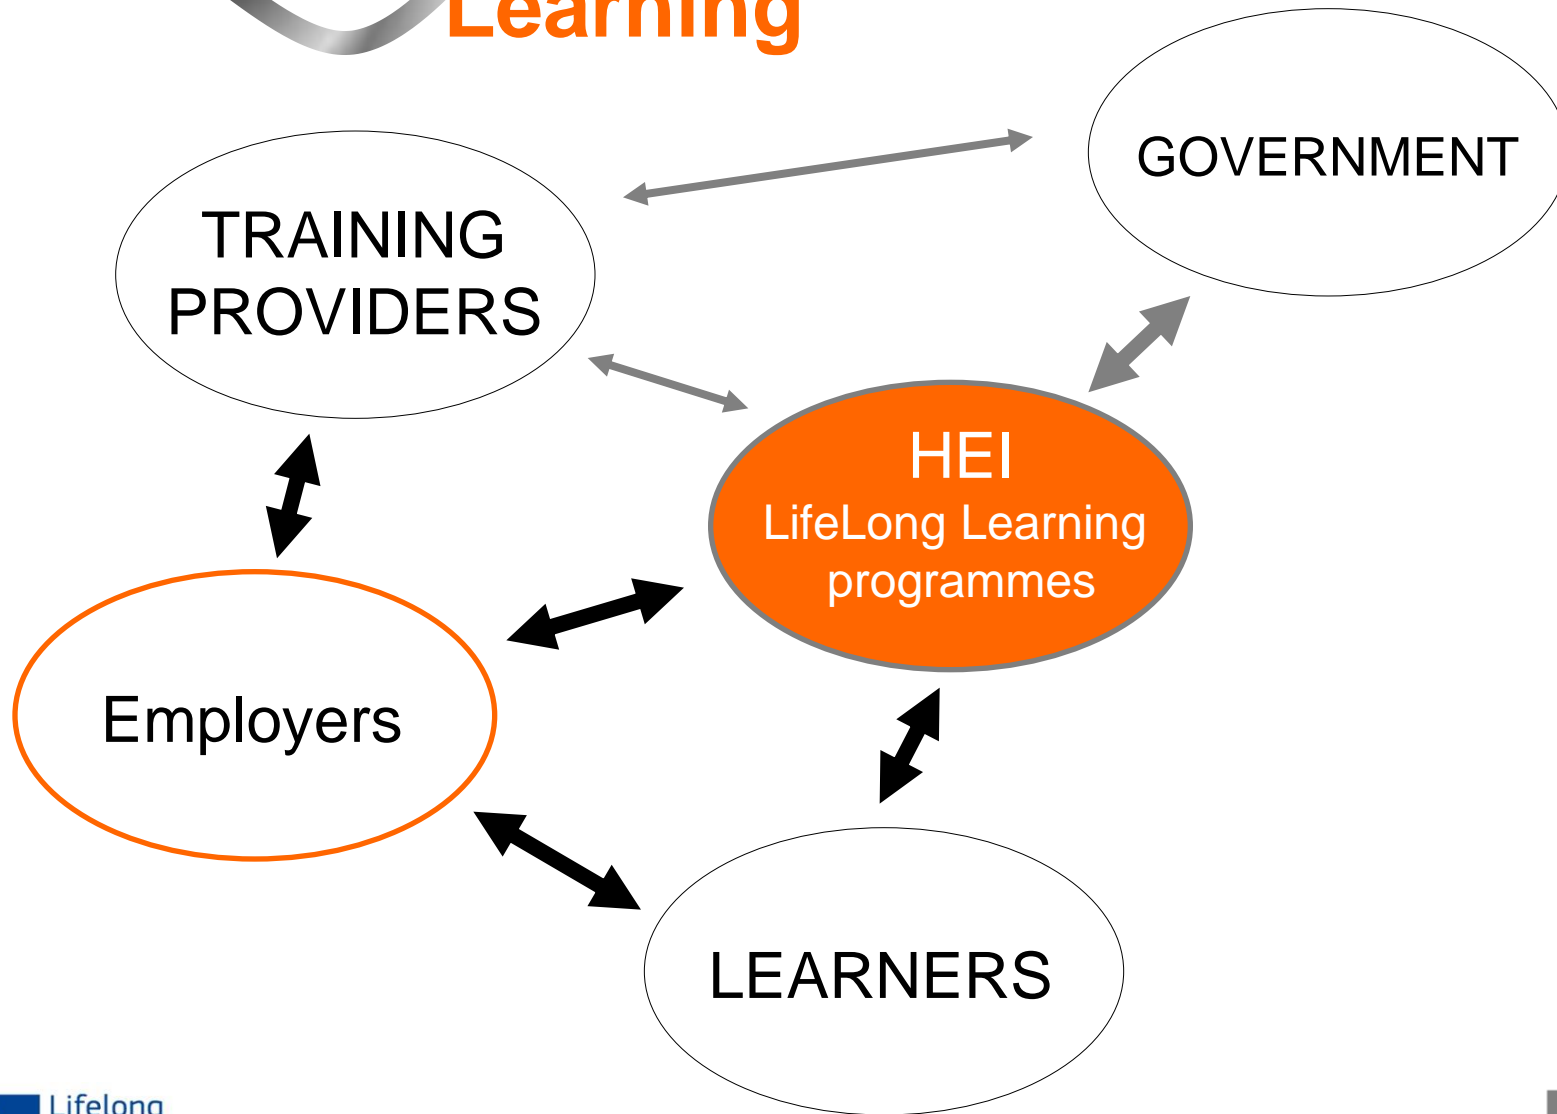 Learning
GOVERNMENT
TRAINING
PROVIDERS
HEI
LifeLong Learning
programmes
Employers
LEARNERS
Lifelong